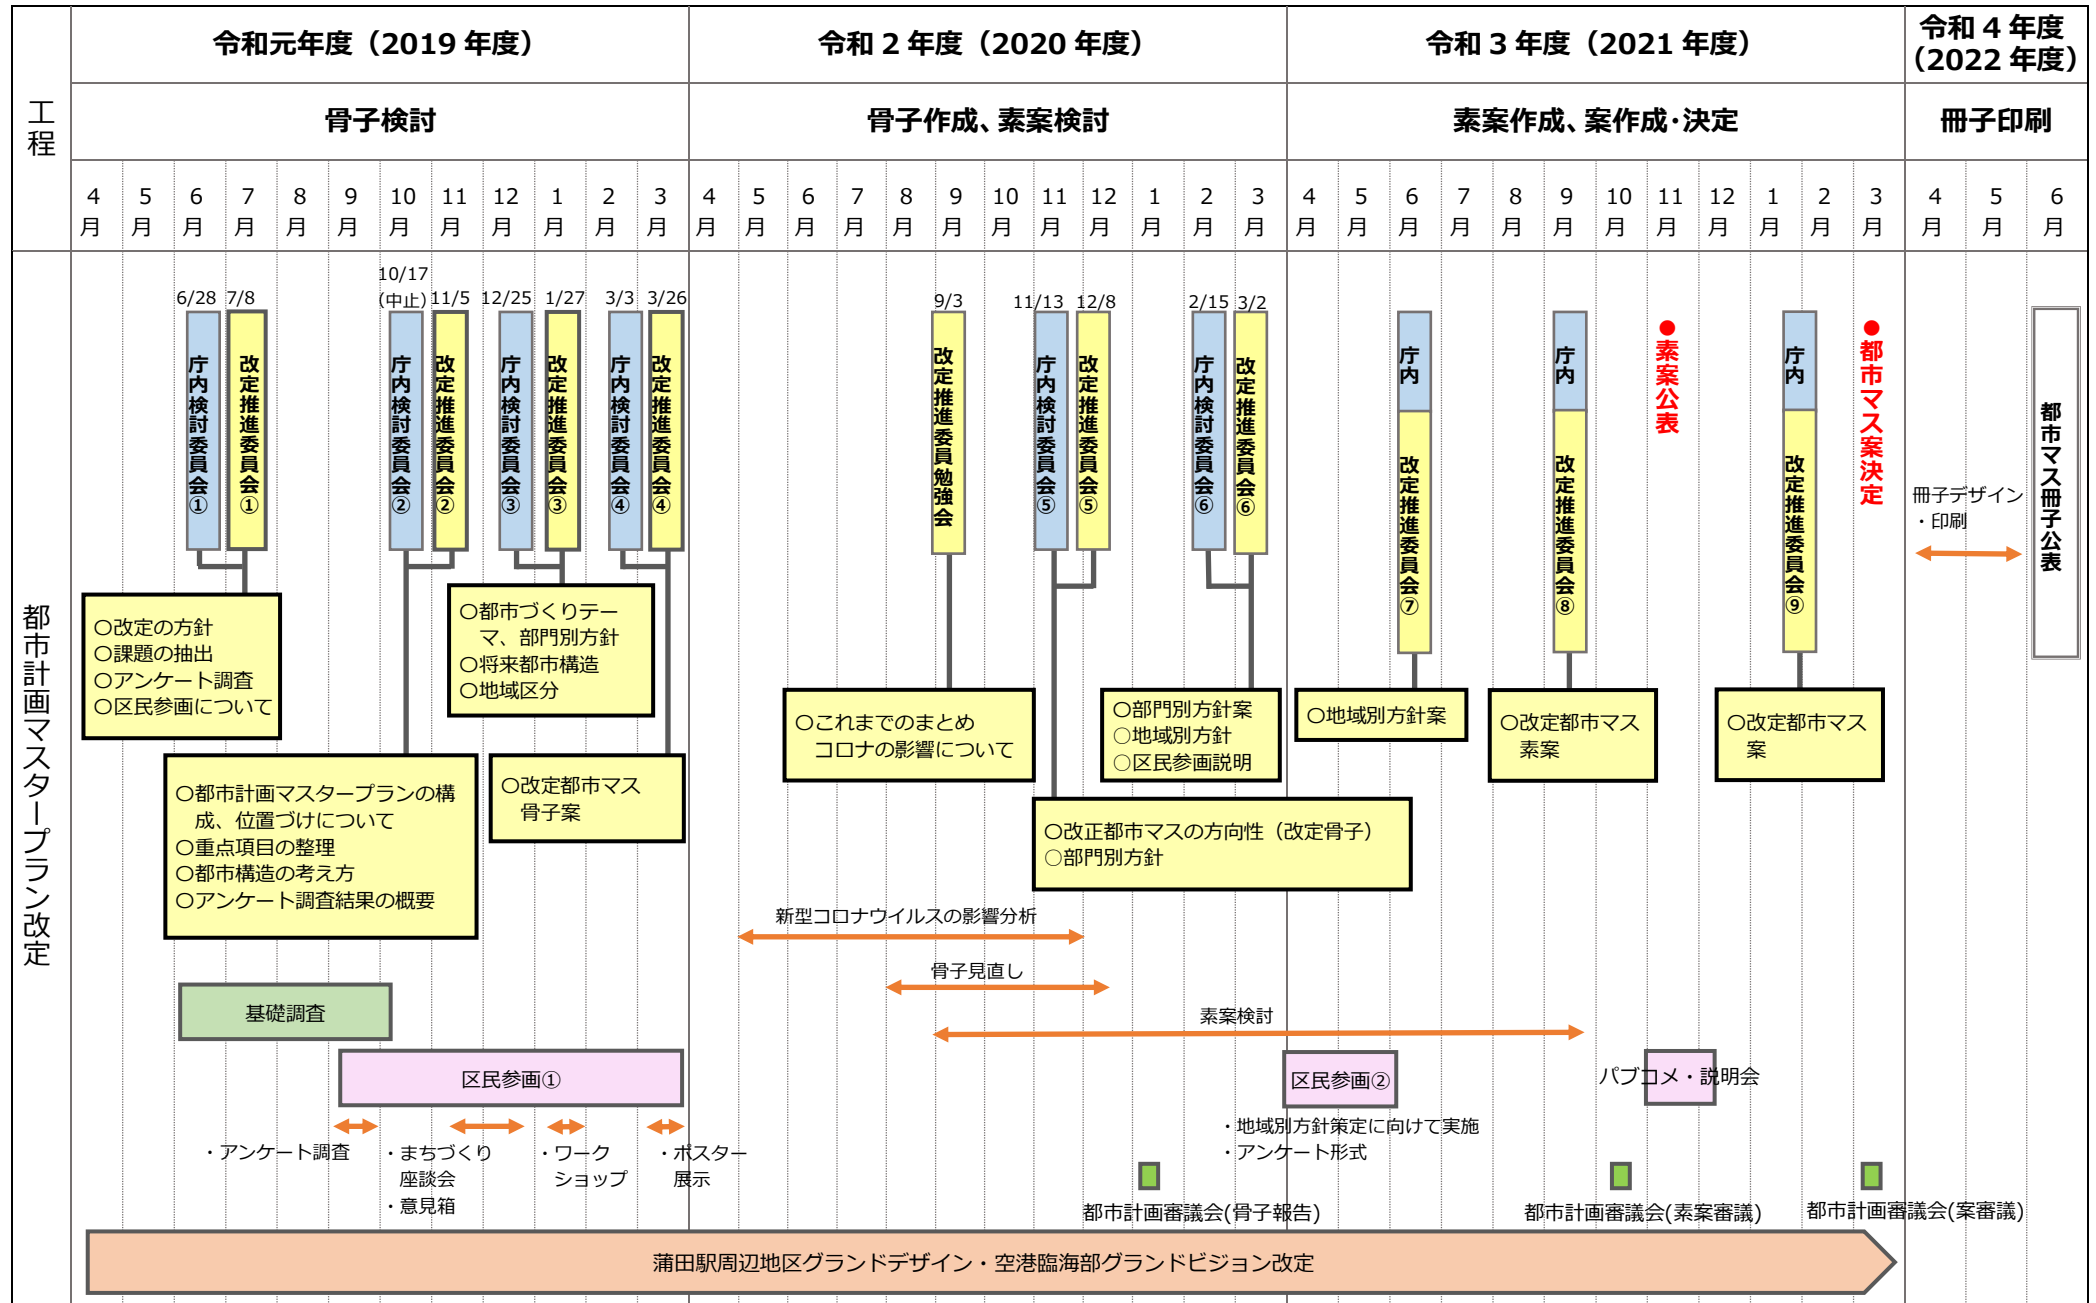 工程
令和元年度（2019 年度）
令和 2 年度（2020 年度）
令和 3 年度（2021 年度）
令和 4 年度
（2022 年度）
骨子検討
骨子作成、素案検討
素案作成、案作成・決定
冊子印刷
4月 5月 6月 7月 8月 9月 10月 11月 12月 1月 2月 3月
4月 5月 6月 7月 8月 9月 10月 11月 12月 1月 2月 3月
4月 5月 6月 7月 8月 9月 10月 11月 12月 1月 2月 3月
4月 5月 6月
都市計画マスタープラン改定
6/28
庁内検討委員会①
7/8
改定推進委員会①
10/17
（中止）
庁内検討委員会②
11/5
改定推進委員会②
12/25
庁内検討委員会③
1/27
改定推進委員会③
3/3
庁内検討委員会④
3/26
改定推進委員会④
9/3
改定推進委員勉強会
11/13
庁内検討委員会⑤
12/8
改定推進委員会⑤
2/15
庁内検討委員会⑥
3/2
改定推進委員会⑥
庁内
改定推進委員会⑦
庁内
改定推進委員会⑧
●素案公表
庁内
改定推進委員会⑨
●都市マス案決定
冊子デザイン
・印刷
都市マス冊子公表
○改定の方針
○課題の抽出
○アンケート調査
○区民参画について
○都市づくりテー
マ、部門別方針
○将来都市構造
○地域区分
○都市計画マスタープランの構
成、位置づけについて
○重点項目の整理
○都市構造の考え方
○アンケート調査結果の概要
○改定都市マス
骨子案
○これまでのまとめ
コロナの影響について
○部門別方針案
○地域別方針
○区民参画説明
○改正都市マスの方向性（改定骨子）
○部門別方針
○地域別方針案
○改定都市マス
素案
○改定都市マス
案
新型コロナウイルスの影響分析
骨子見直し
素案検討
基礎調査
区民参画①
・アンケート調査
・まちづくり
座談会
・意見箱
・ワーク
ショップ
・ポスター
展示
区民参画②
・地域別方針策定に向けて実施
・アンケート形式
パブコメ・説明会
都市計画審議会(骨子報告)
都市計画審議会(素案審議)
都市計画審議会(案審議)
蒲田駅周辺地区グランドデザイン・空港臨海部グランドビジョン改定